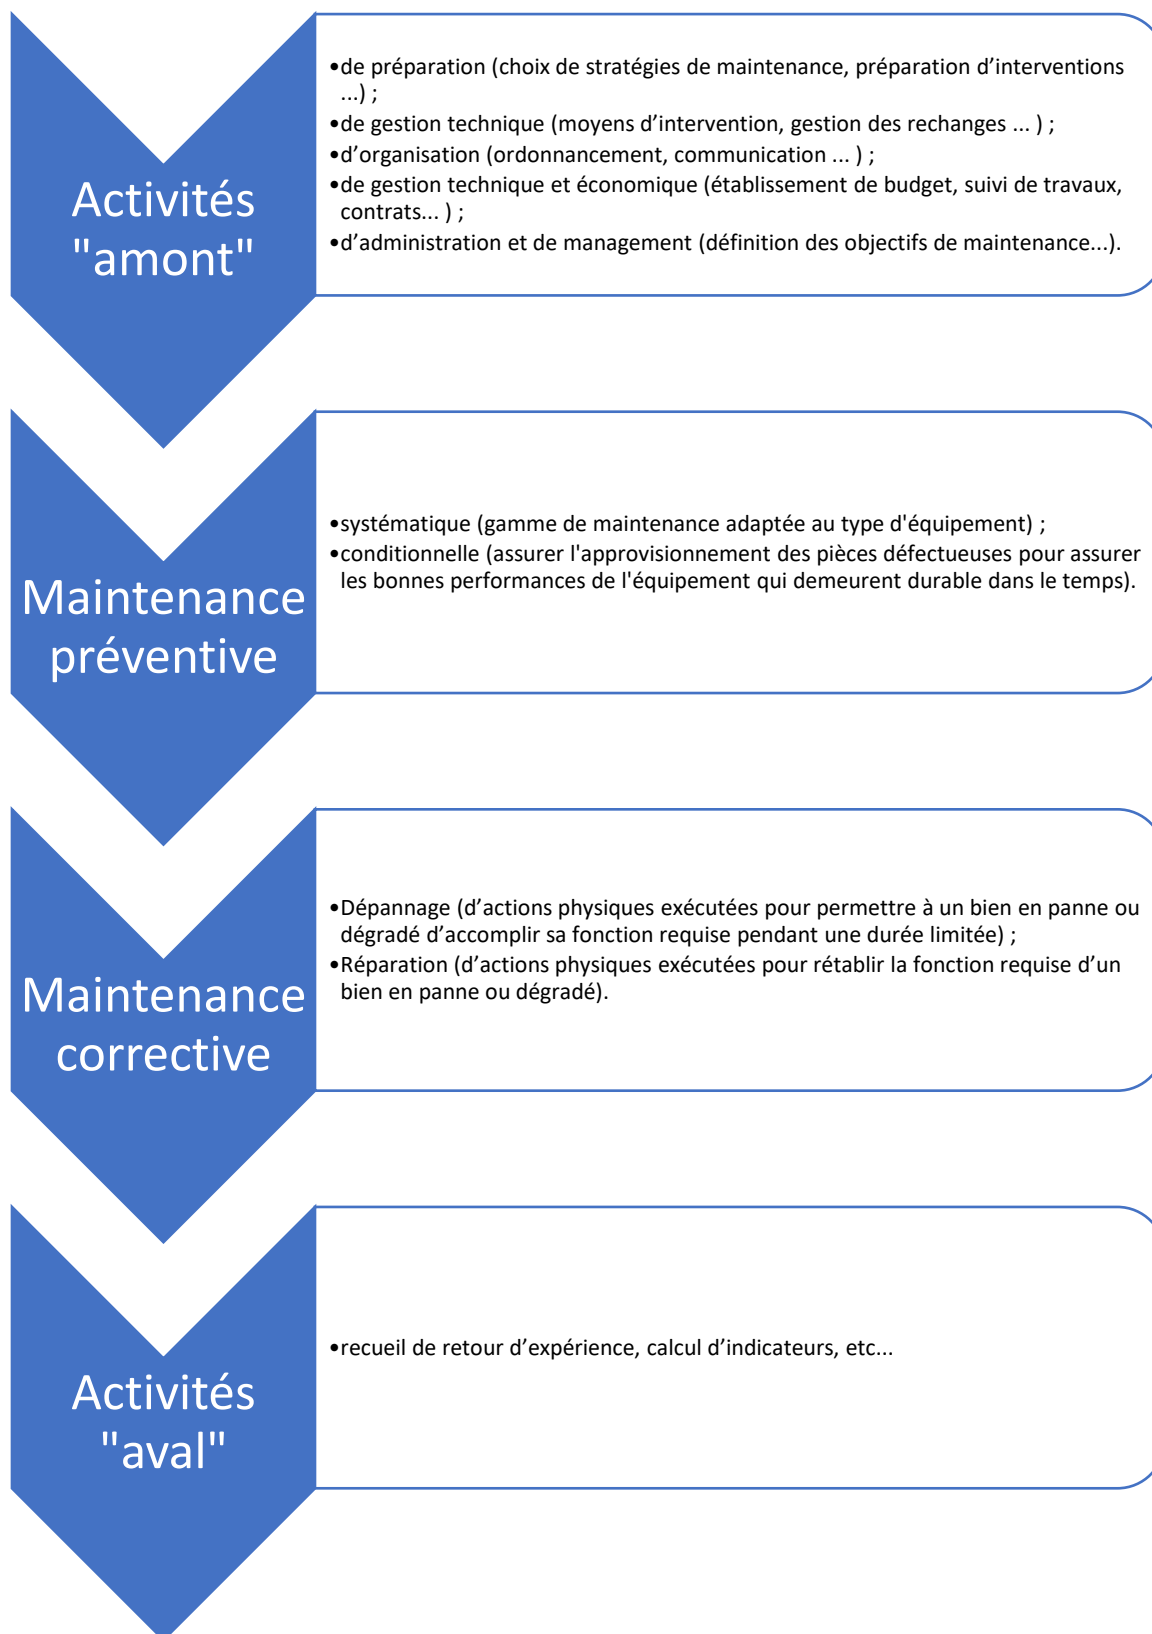 Activités
"amont"
•de préparation (choix de stratégies de maintenance, préparation d’interventions
...) ;
•de gestion technique (moyens d’intervention, gestion des rechanges ... ) ;
•d’organisation (ordonnancement, communication ... ) ;
•de gestion technique et économique (établissement de budget, suivi de travaux,
contrats... ) ;
•d’administration et de management (définition des objectifs de maintenance...).
Maintenance
préventive
•systématique (gamme de maintenance adaptée au type d'équipement) ;
•conditionnelle (assurer l'approvisionnement des pièces défectueuses pour assurer
les bonnes performances de l'équipement qui demeurent durable dans le temps).
Maintenance
corrective
•Dépannage (d’actions physiques exécutées pour permettre à un bien en panne ou
dégradé d’accomplir sa fonction requise pendant une durée limitée) ;
•Réparation (d’actions physiques exécutées pour rétablir la fonction requise d’un
bien en panne ou dégradé).
Activités
"aval"
•recueil de retour d’expérience, calcul d’indicateurs, etc...